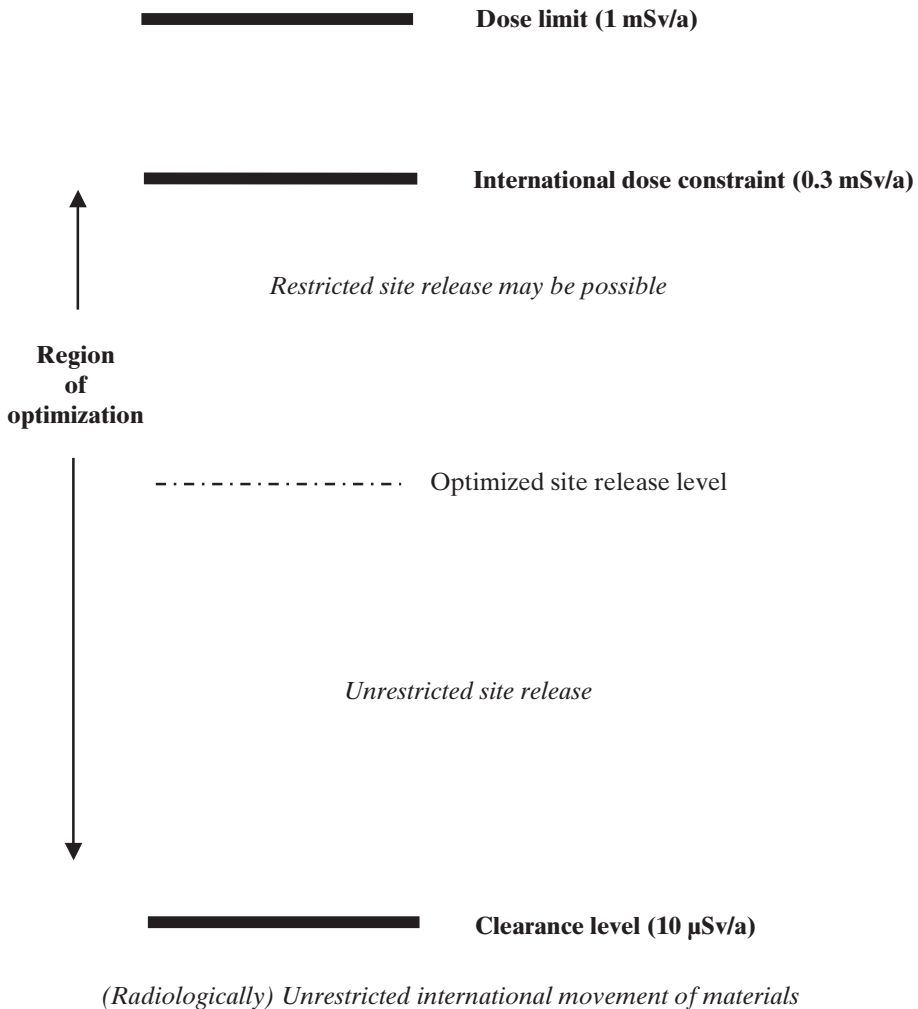 Dose limit (1 mSv/a)
International dose constraint (0.3 mSv/a)
Restricted site release may be possible
Region
of
optimization
Optimized site release level
Unrestricted site release
Clearance level (10 µSv/a)
(Radiologically) Unrestricted international movement of materials